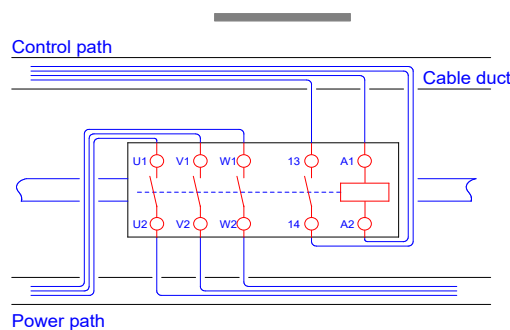 Control path
Cable duct
U1 V1 W1 13 A1
U2 V2 W2 14 A2
Power path